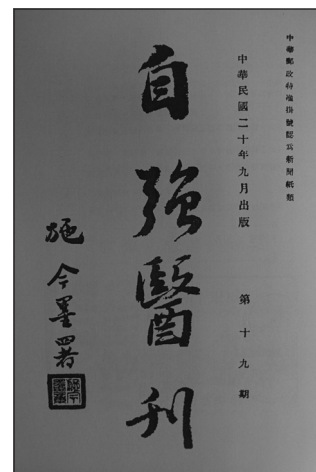 中華郵政特准掛號認爲新聞紙類
中華民國二十年九月出版
第十九期
自強醫刊
施今墨署